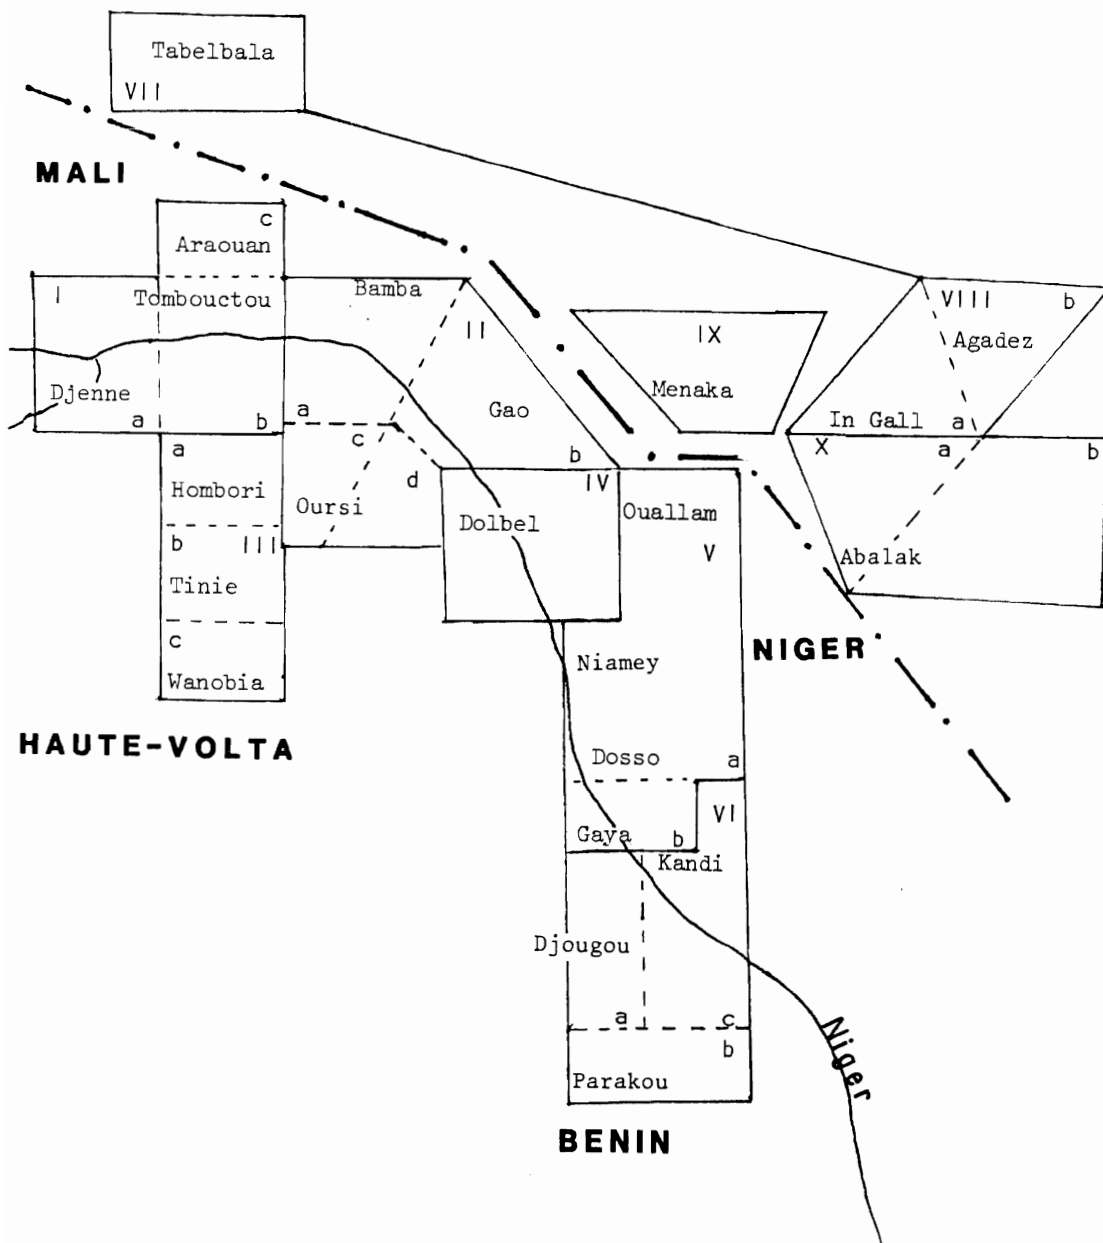 Tabelbala
VII
MALI
c
Araouan
I
Tombouctou
Bamba
II
IX
VIII
b
Agadez
Djenne
Menaka
a
b
a
Gao
In Gall
a
a
c
b
X
a
b
Hombori
d
IV
Oursi
Dolbel
Ouallam
b
III
V
Tinie
Abalak
c
Wanobia
Niamey
NIGER
HAUTE-VOLTA
Dosso
a
VI
Gaya
b
Kandi
Djougou
a
c
b
Niger
Parakou
BENIN